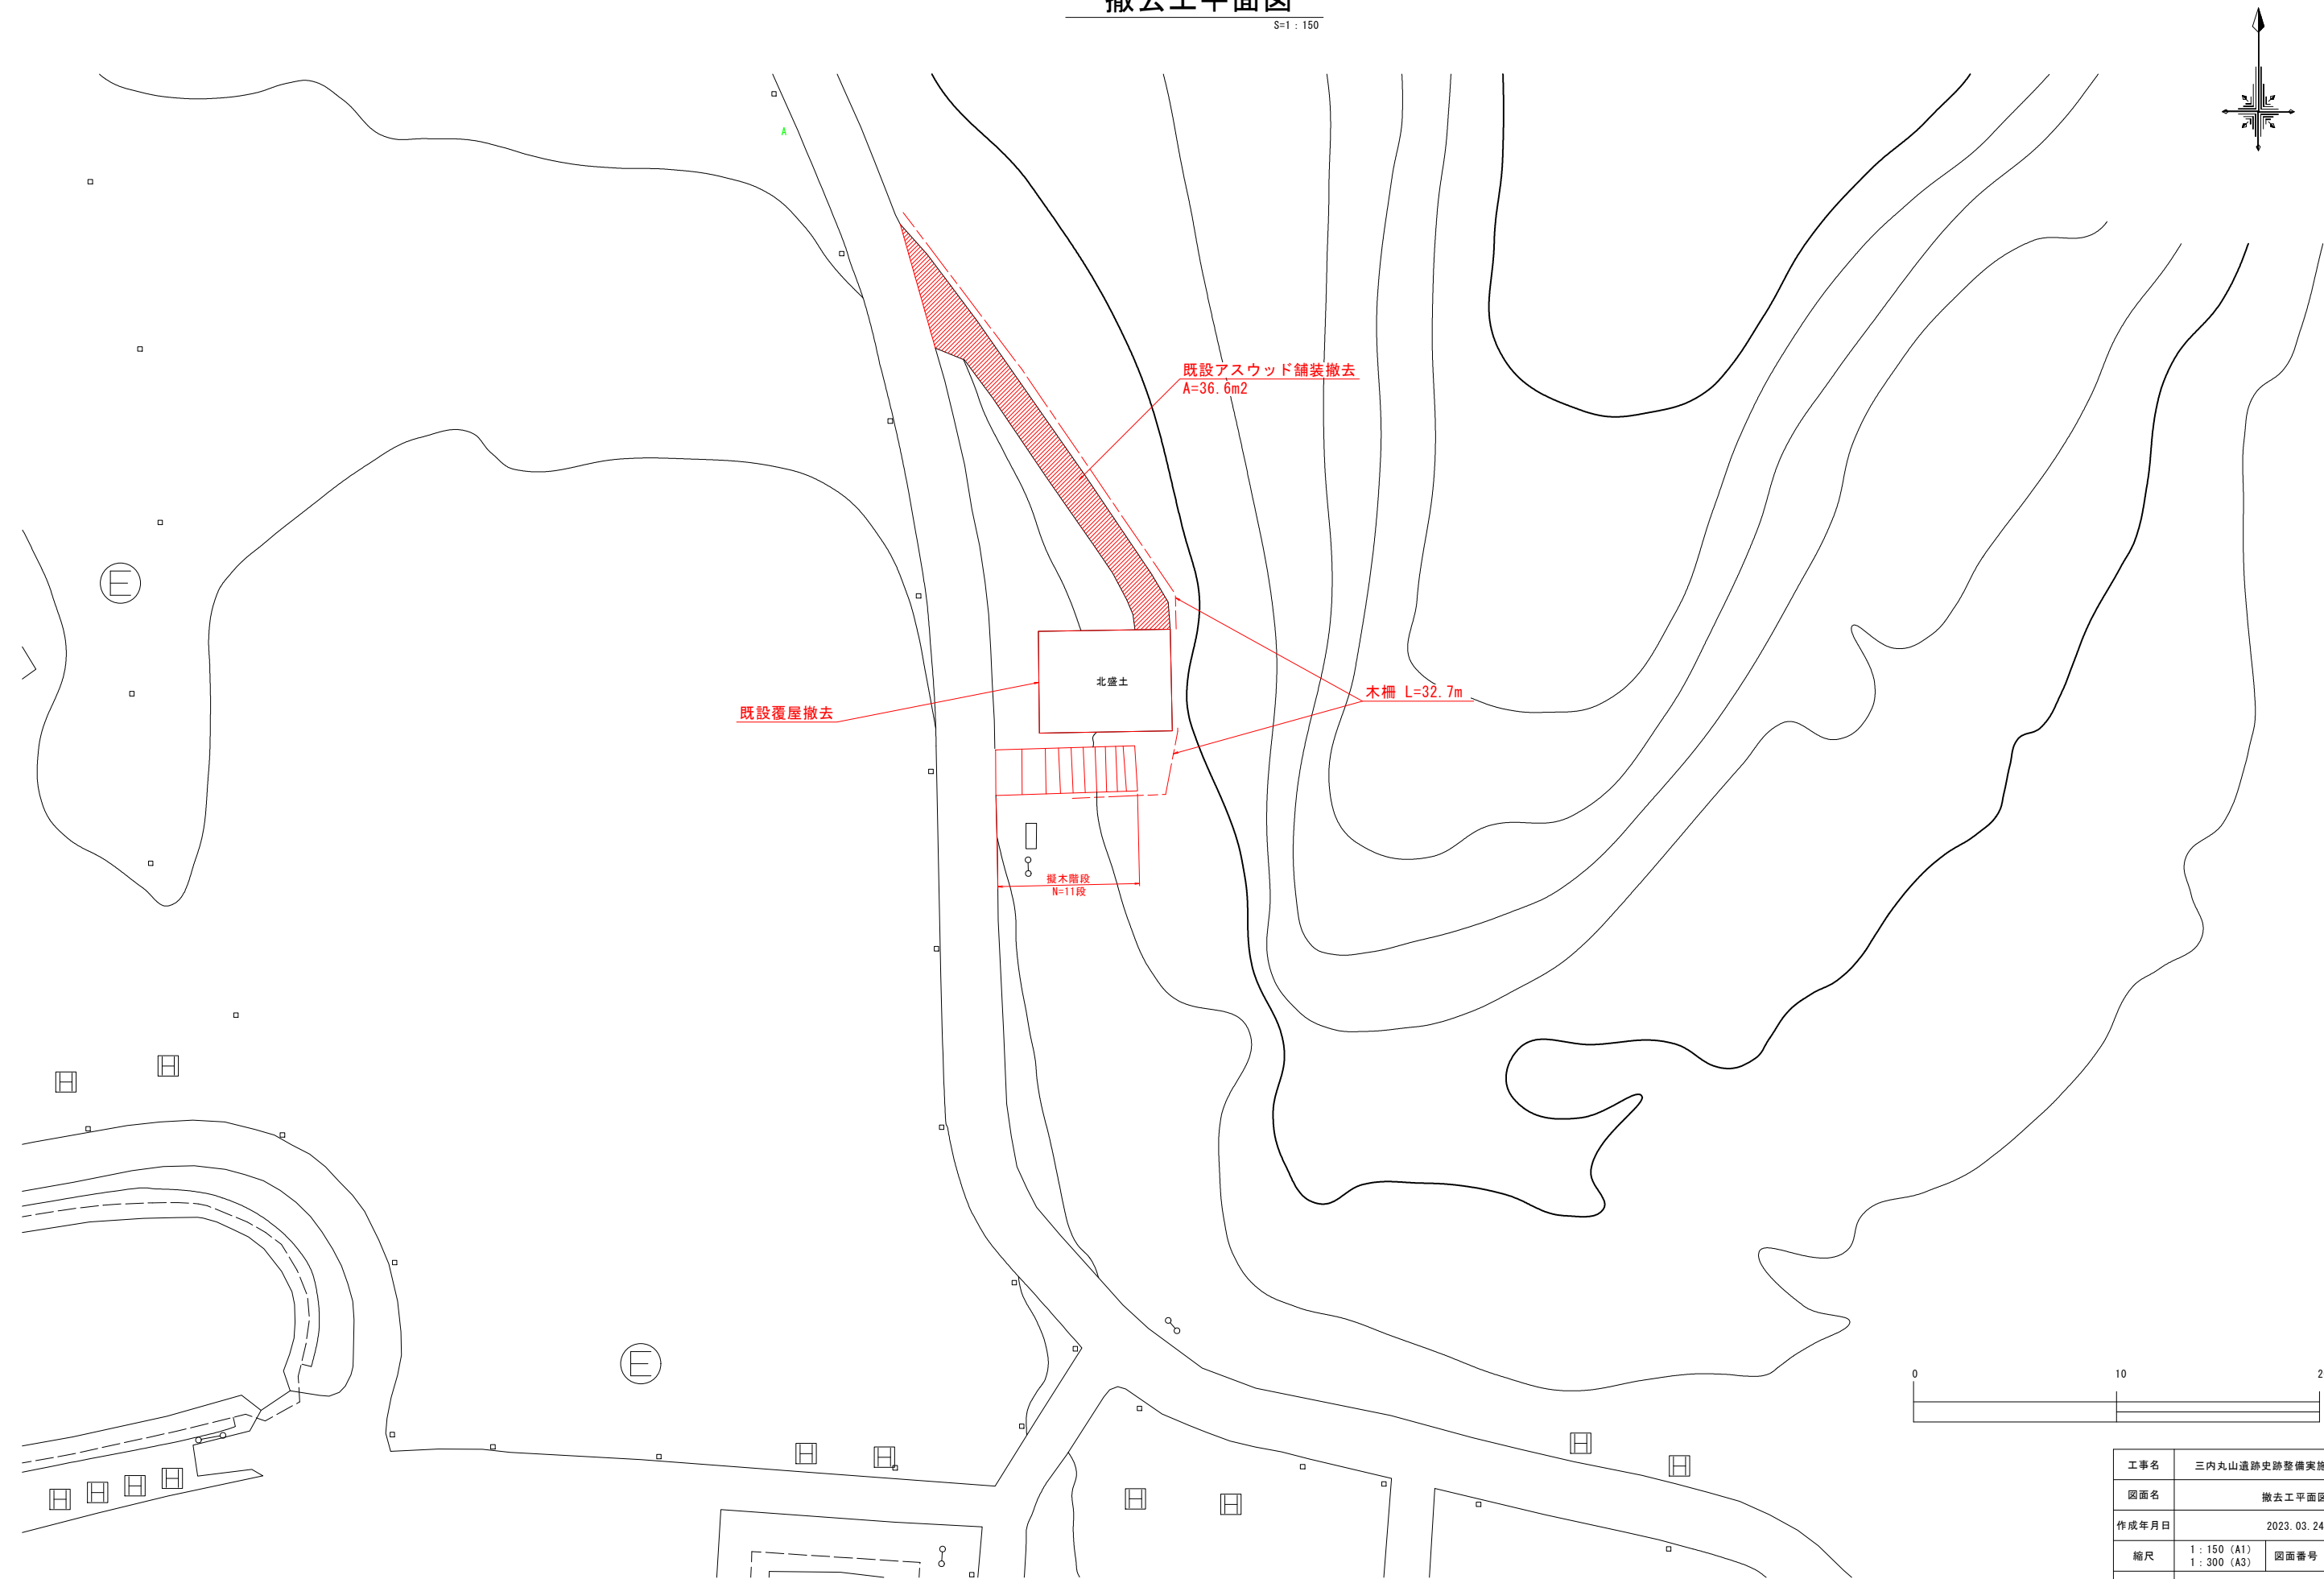 撤去工平面図
S=1：150
A
既設アスウッド舗装撤去
A=36.6m2
E
北盛土
木柵 L=32.7m
既設覆屋撤去
擬木階段
N=11段
H
H
E
H
H
H
H
H
H
H
H
H
H
0
10
2
工事名
三内丸山遺跡史跡整備実施
図面名
撤去工平面図
作成年月日
2023.03.24
縮尺
1：150（A1）
1：300（A3）
図面番号